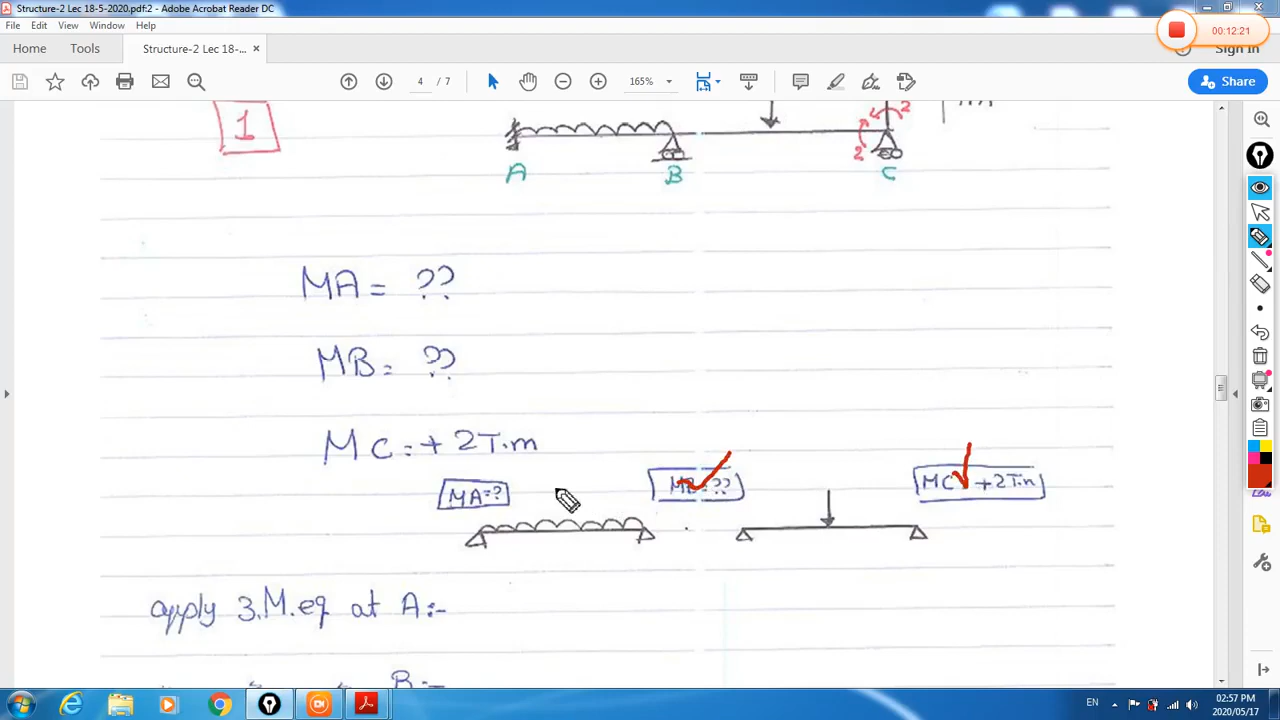 Structure-2 Lec 18-5-2020.pdf:2 - Adobe Acrobat Reader DC
00:12:21
File Edit View Window Help
Home Tools Structure-2 Lec 18-... × Sign In
4 / 7 165% Share
1
2
2
A B C
MA = ??
MB = ??
MC = + 2T.m
MA=? MB=?? MC + 2T.m
apply 3.M.eq at A:-
B:-
EN 02:57 PM
2020/05/17